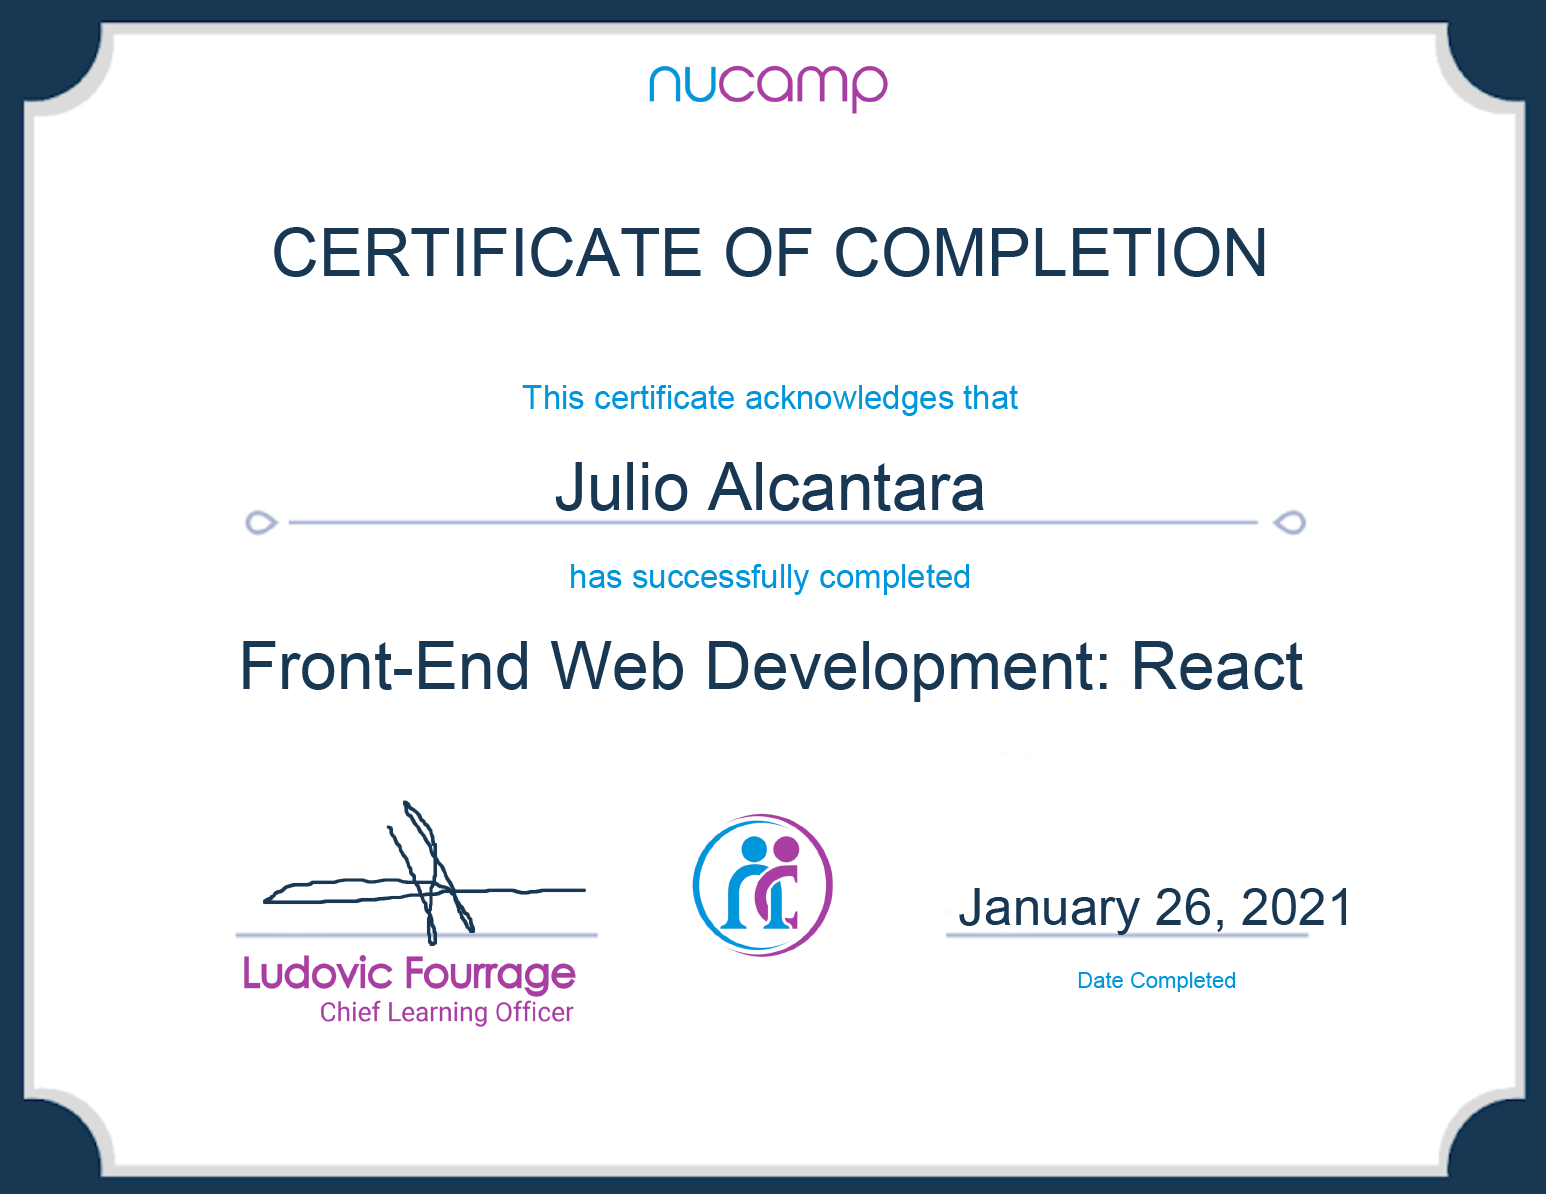 nucamp
CERTIFICATE OF COMPLETION
This certificate acknowledges that
Julio Alcantara
has successfully completed
Front-End Web Development: React
January 26, 2021
Ludovic Fourrage
Date Completed
Chief Learning Officer